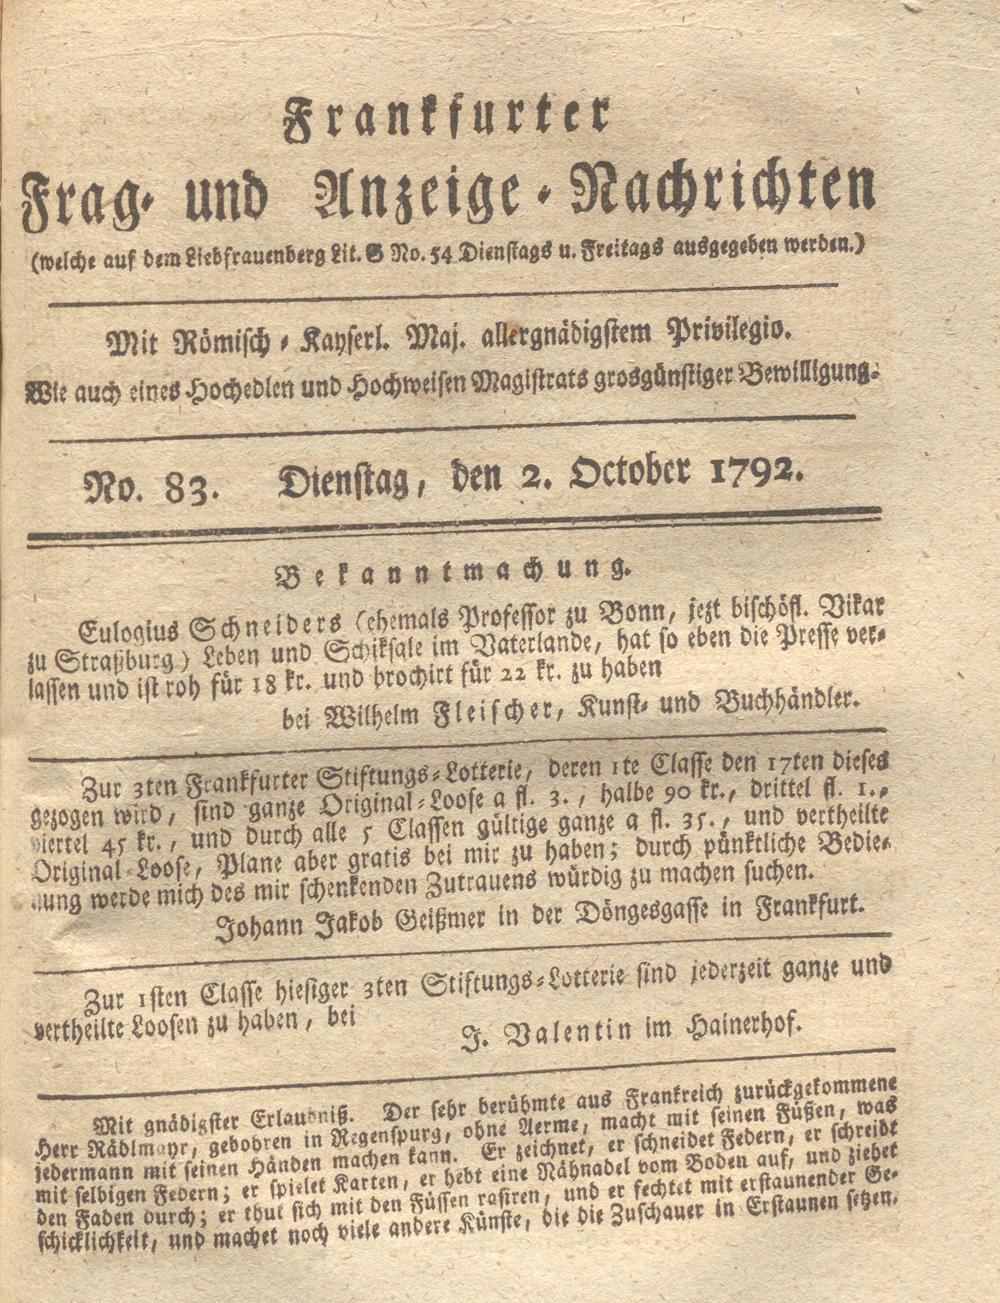 Frankfurter
Frag- und Anzeige-Nachrichten
(welche auf dem Liebfrauenberg Lit. G No. 54 Dienstags u. Freitags ausgegeben werden.)
Mit Römisch-Kayserl. Maj. allergnädigstem Privilegio.
Wie auch eines Hochedlen und Hochweisen Magistrats grosgünstiger Bewilligung.
No. 83. Dienstag, den 2. October 1792.
Bekanntmachung.
Eulogius Schneiders (ehemals Professor zu Bonn, jezt bischöfl. Vikar
zu Straßburg) Leben und Schiksale im Vaterlande, hat so eben die Presse ver-
lassen und ist roh für 18 kr. und brochirt für 22 kr. zu haben
bei Wilhelm Fleischer, Kunst- und Buchhändler.
Zur 3ten Frankfurter Stiftungs-Lotterie, deren 1te Classe den 17ten dieses
gezogen wird, sind ganze Original-Loose a fl. 3., halbe 90 kr., drittel fl. 1.,
viertel 45 kr., und durch alle 5 Classen gültige ganze a fl. 35., und vertheilte
Original-Loose, Plane aber gratis bei mir zu haben; durch pünktliche Bedie-
nung werde mich des mir schenkenden Zutrauens würdig zu machen suchen.
Johann Jakob Geißmer in der Döngesgasse in Frankfurt.
Zur 1sten Classe hiesiger 3ten Stiftungs-Lotterie sind jederzeit ganze und
vertheilte Loosen zu haben, bei
J. Valentin im Hainerhof.
Mit gnädigster Erlaubniß. Der sehr berühmte aus Frankreich zurückgekommene
Herr Rädlmayr, gebohren in Regenspurg, ohne Aerme, macht mit seinen Füßen, was
jedermann mit seinen Händen machen kann. Er zeichnet, er schneidet Federn, er schreibt
mit selbigen Federn; er spielet Karten, er hebt eine Nähnadel vom Boden auf, und ziehet
den Faden durch; er thut sich mit den Füssen rasiren, und er fechtet mit erstaunender Ge-
schicklichkeit, und machet noch viele andere Künste, die die Zuschauer in Erstaunen setzen.